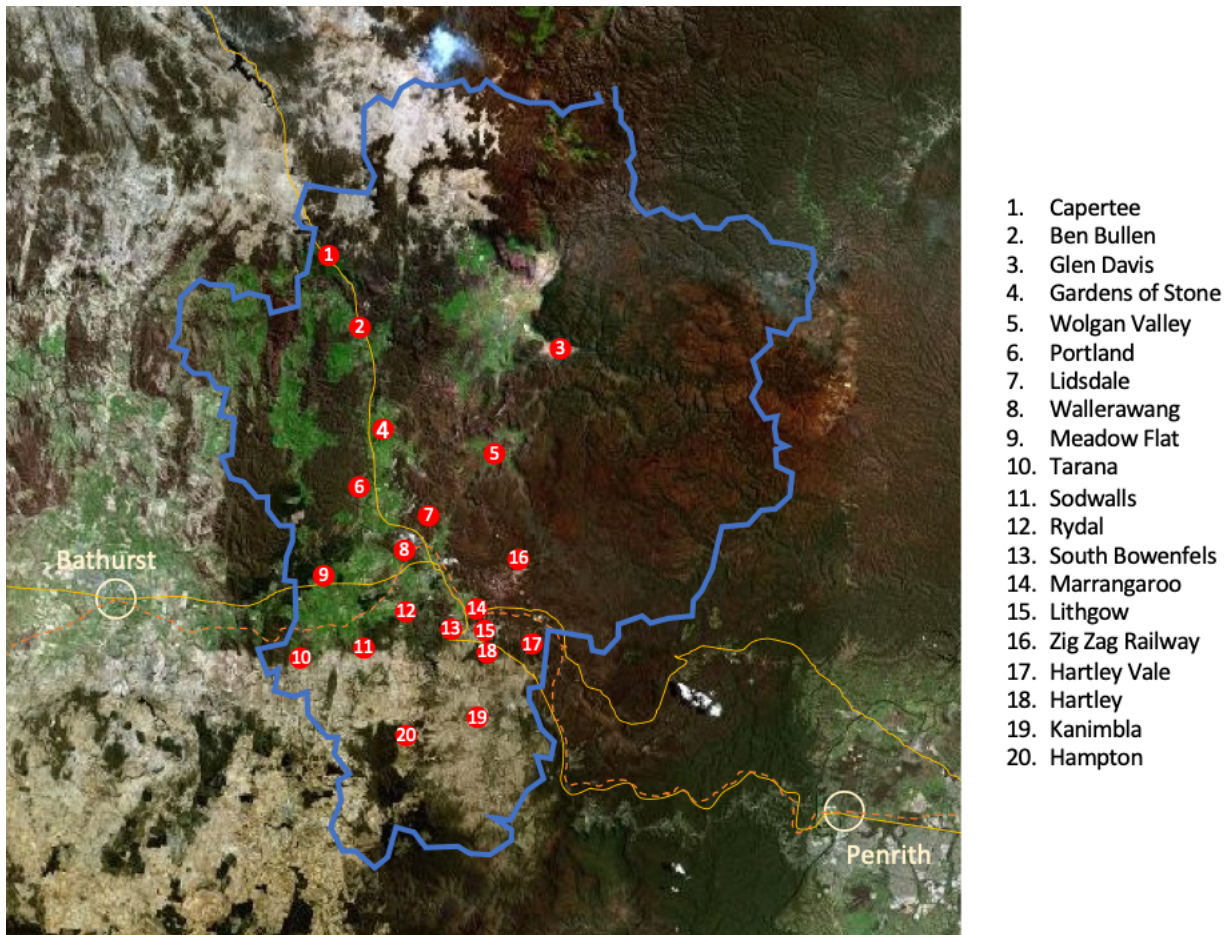 1
2
3
4
5
6
7
8
16
Bathurst
9
14
12
13
15
17
11
18
10
19
20
Penrith
1. Capertee
2. Ben Bullen
3. Glen Davis
4. Gardens of Stone
5. Wolgan Valley
6. Portland
7. Lidsdale
8. Wallerawang
9. Meadow Flat
10. Tarana
11. Sodwalls
12. Rydal
13. South Bowenfels
14. Marrangaroo
15. Lithgow
16. Zig Zag Railway
17. Hartley Vale
18. Hartley
19. Kanimbla
20. Hampton